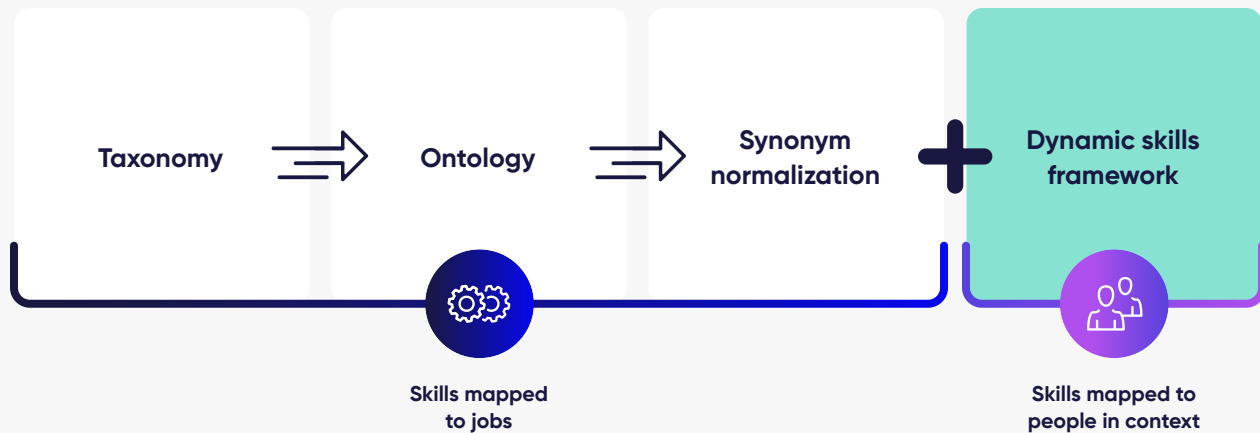 Taxonomy
Ontology
Synonym
normalization
Dynamic skills
framework
Skills mapped
to jobs
Skills mapped to
people in context